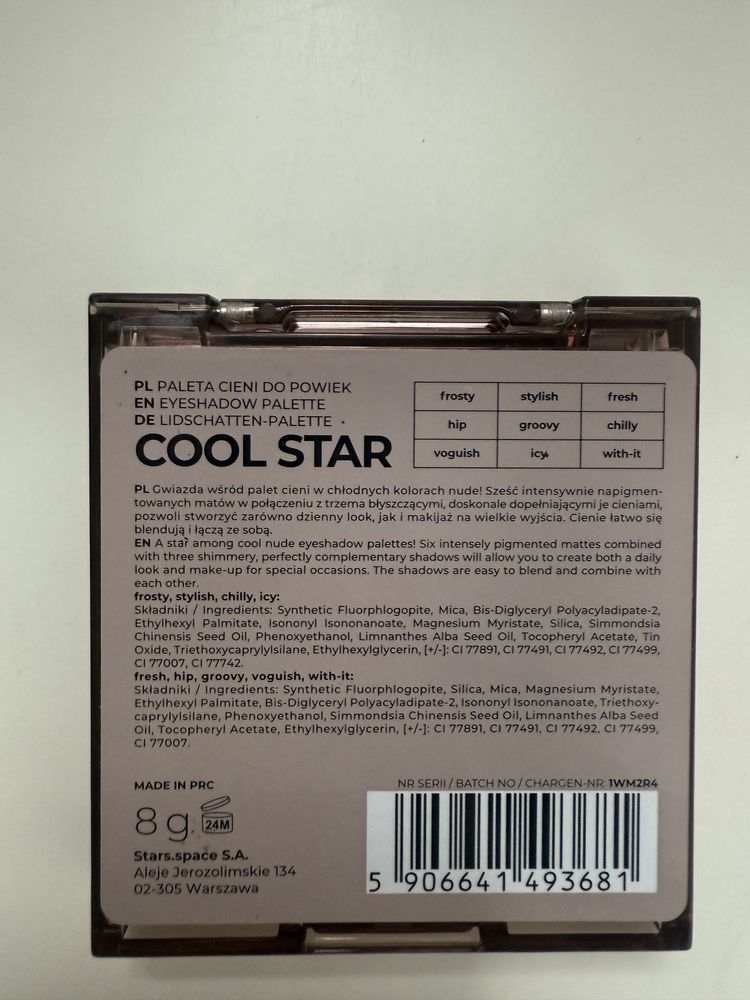 PL PALETA CIENI DO POWIEK
EN EYESHADOW PALETTE
DE LIDSCHATTEN-PALETTE
COOL STAR
frosty stylish fresh
hip groovy chilly
voguish icy with-it
PL Gwiazda wśród palet cieni w chłodnych kolorach nude! Sześć intensywnie napigmen-
towanych matów w połączeniu z trzema błyszczącymi, doskonale dopełniającymi je cieniami,
pozwoli stworzyć zarówno dzienny look, jak i makijaż na wielkie wyjścia. Cienie łatwo się
blendują i łączą ze sobą.
EN A star among cool nude eyeshadow palettes! Six intensely pigmented mattes combined
with three shimmery, perfectly complementary shadows will allow you to create both a daily
look and make-up for special occasions. The shadows are easy to blend and combine with
each other.
frosty, stylish, chilly, icy:
Składniki / Ingredients: Synthetic Fluorphlogopite, Mica, Bis-Diglyceryl Polyacyladipate-2,
Ethylhexyl Palmitate, Isononyl Isononanoate, Magnesium Myristate, Silica, Simmondsia
Chinensis Seed Oil, Phenoxyethanol, Limnanthes Alba Seed Oil, Tocopheryl Acetate, Tin
Oxide, Triethoxycaprylylsilane, Ethylhexylglycerin, [+/-]: CI 77891, CI 77491, CI 77492, CI 77499,
CI 77007, CI 77742.
fresh, hip, groovy, voguish, with-it:
Składniki / Ingredients: Synthetic Fluorphlogopite, Silica, Mica, Magnesium Myristate,
Ethylhexyl Palmitate, Bis-Diglyceryl Polyacyladipate-2, Isononyl Isononanoate, Triethoxy-
caprylylsilane, Phenoxyethanol, Simmondsia Chinensis Seed Oil, Limnanthes Alba Seed
Oil, Tocopheryl Acetate, Ethylhexylglycerin, [+/-]: CI 77891, CI 77491, CI 77492, CI 77499,
CI 77007.
MADE IN PRC
8 g 24M
Stars.space S.A.
Aleje Jerozolimskie 134
02-305 Warszawa
NR SERII / BATCH NO / CHARGEN-NR: 1WM2R4
5 906641 493681